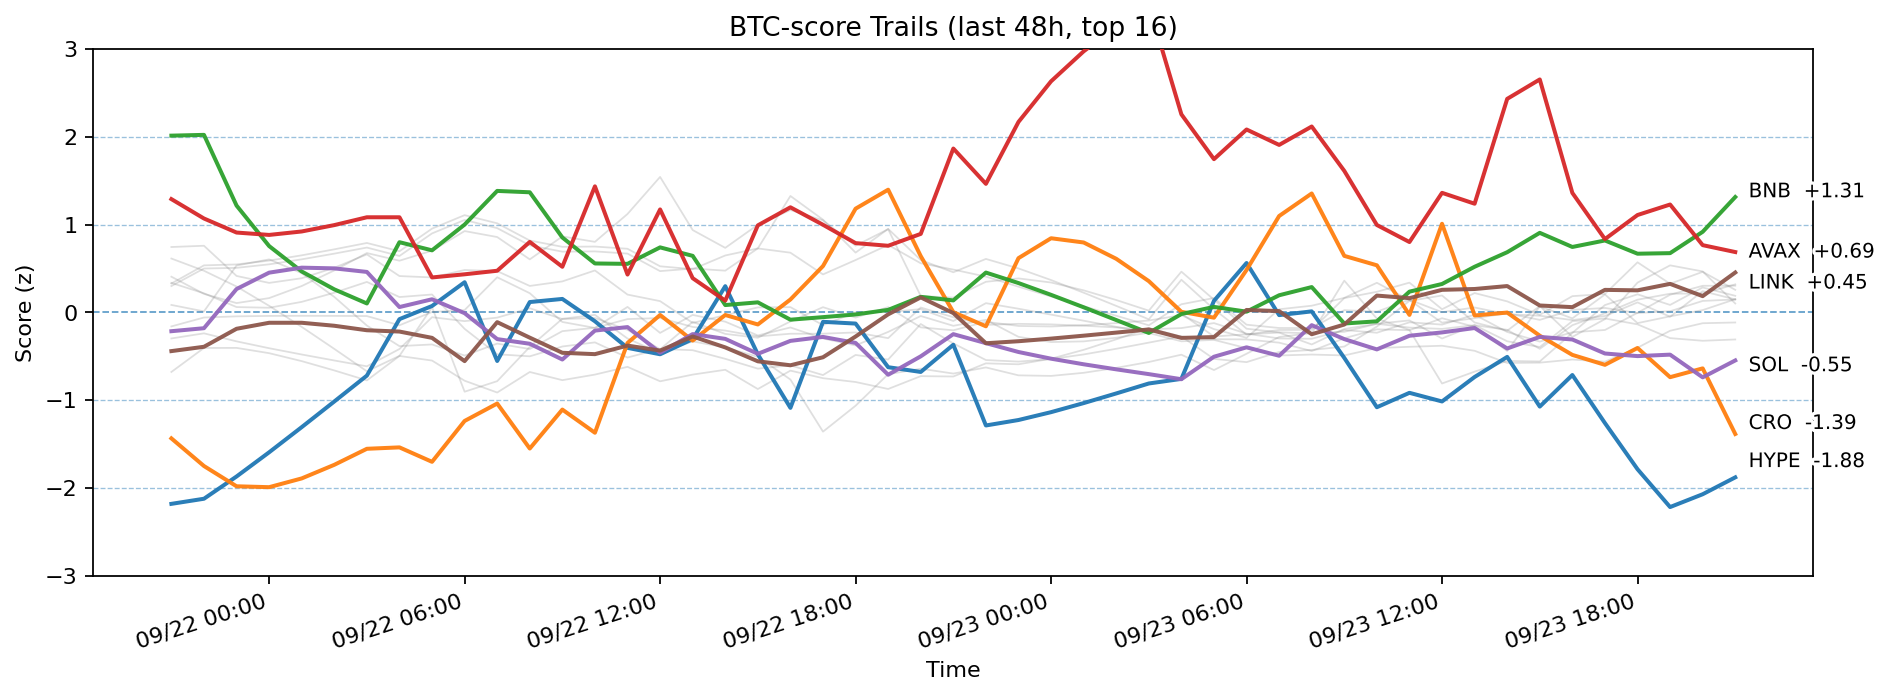 BTC-score Trails (last 48h, top 16)
Score (z)
3
2
1
0
−1
−2
−3
BNB +1.31
AVAX +0.69
LINK +0.45
SOL -0.55
CRO -1.39
HYPE -1.88
09/22 00:00
09/22 06:00
09/22 12:00
09/22 18:00
09/23 00:00
09/23 06:00
09/23 12:00
09/23 18:00
Time